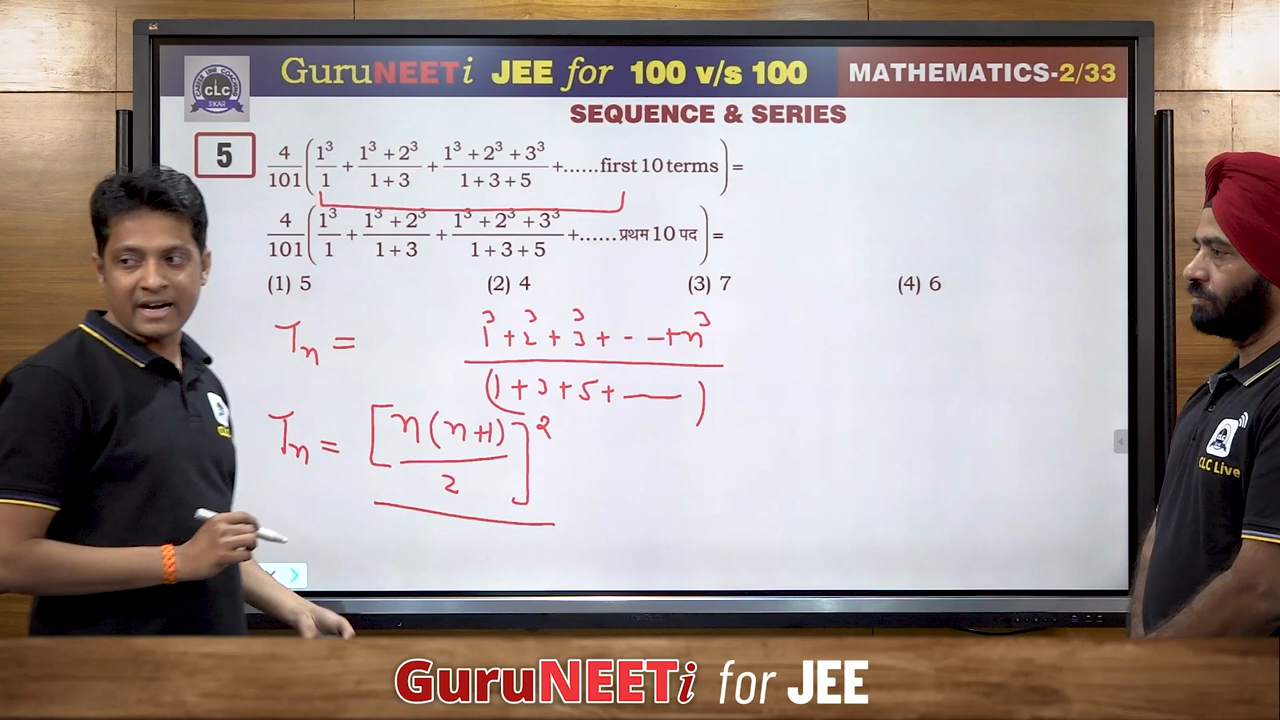 GuruNEETi JEE for 100 v/s 100 MATHEMATICS-2/33
CLC
SIKAR
SEQUENCE & SERIES
5
4/101 (1³/1 + (1³ + 2³)/(1 + 3) + (1³ + 2³ + 3³)/(1 + 3 + 5) + ...... first 10 terms) =
4/101 (1³/1 + (1³ + 2³)/(1 + 3) + (1³ + 2³ + 3³)/(1 + 3 + 5) + ...... प्रथम 10 पद) =
(1) 5 (2) 4 (3) 7 (4) 6
Tn = (1³ + 2³ + 3³ + - - + n³)/(1 + 3 + 5 + —)
Tn = [n(n+1)/2]²
CLC Live
GuruNEETi for JEE